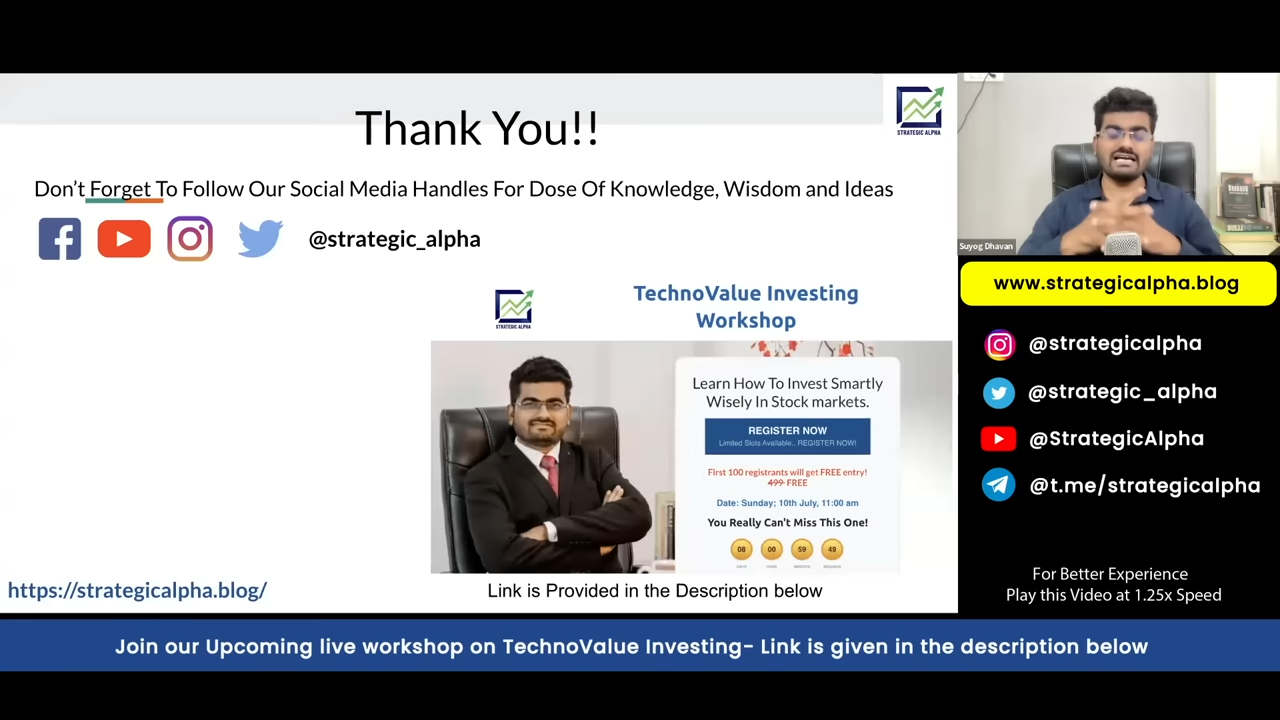 Thank You!!
STRATEGIC ALPHA
Don't Forget To Follow Our Social Media Handles For Dose Of Knowledge, Wisdom and Ideas
@strategic_alpha
STRATEGIC ALPHA
TechnoValue Investing
Workshop
Learn How To Invest Smartly
Wisely In Stock markets.
REGISTER NOW
Limited Slots Available.. REGISTER NOW!
First 100 registrants will get FREE entry!
499 FREE
Date: Sunday; 10th July, 11:00 am
You Really Can't Miss This One!
08 00 59 49
https://strategicalpha.blog/
Link is Provided in the Description below
Suyog Dhavan
www.strategicalpha.blog
@strategicalpha
@strategic_alpha
@StrategicAlpha
@t.me/strategicalpha
For Better Experience
Play this Video at 1.25x Speed
Join our Upcoming live workshop on TechnoValue Investing- Link is given in the description below